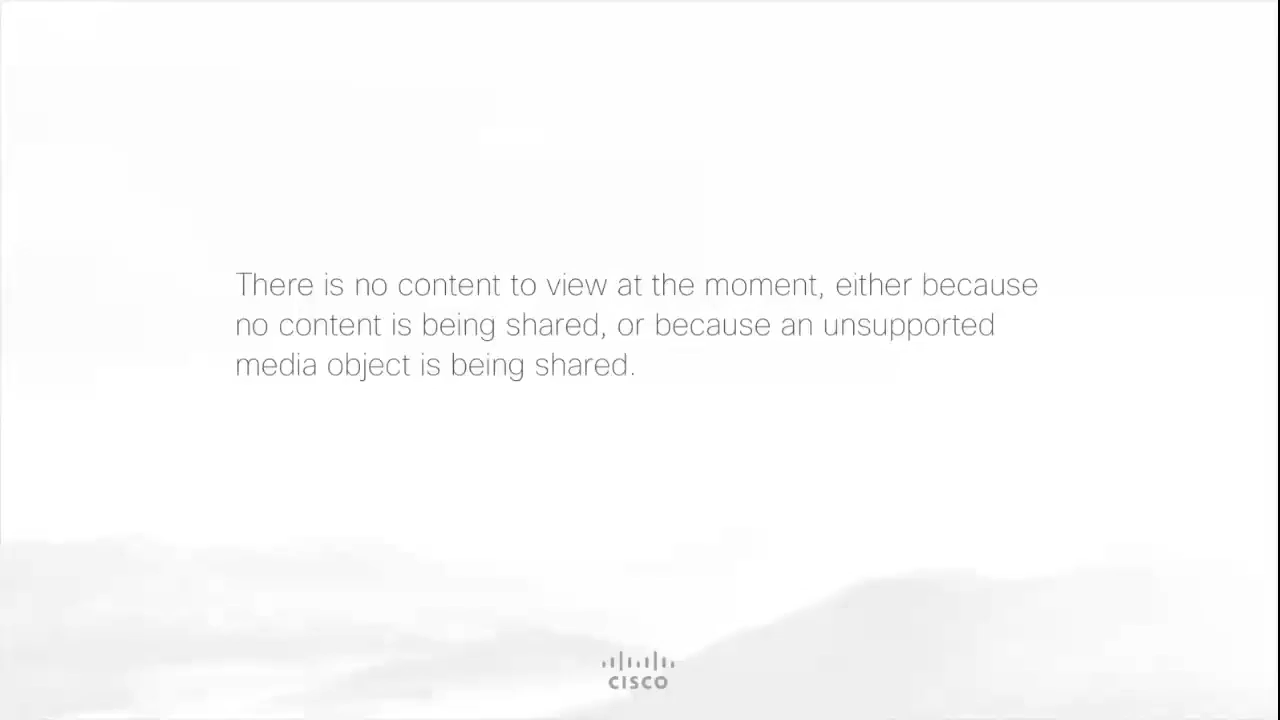 There is no content to view at the moment, either because
no content is being shared, or because an unsupported
media object is being shared.
CISCO